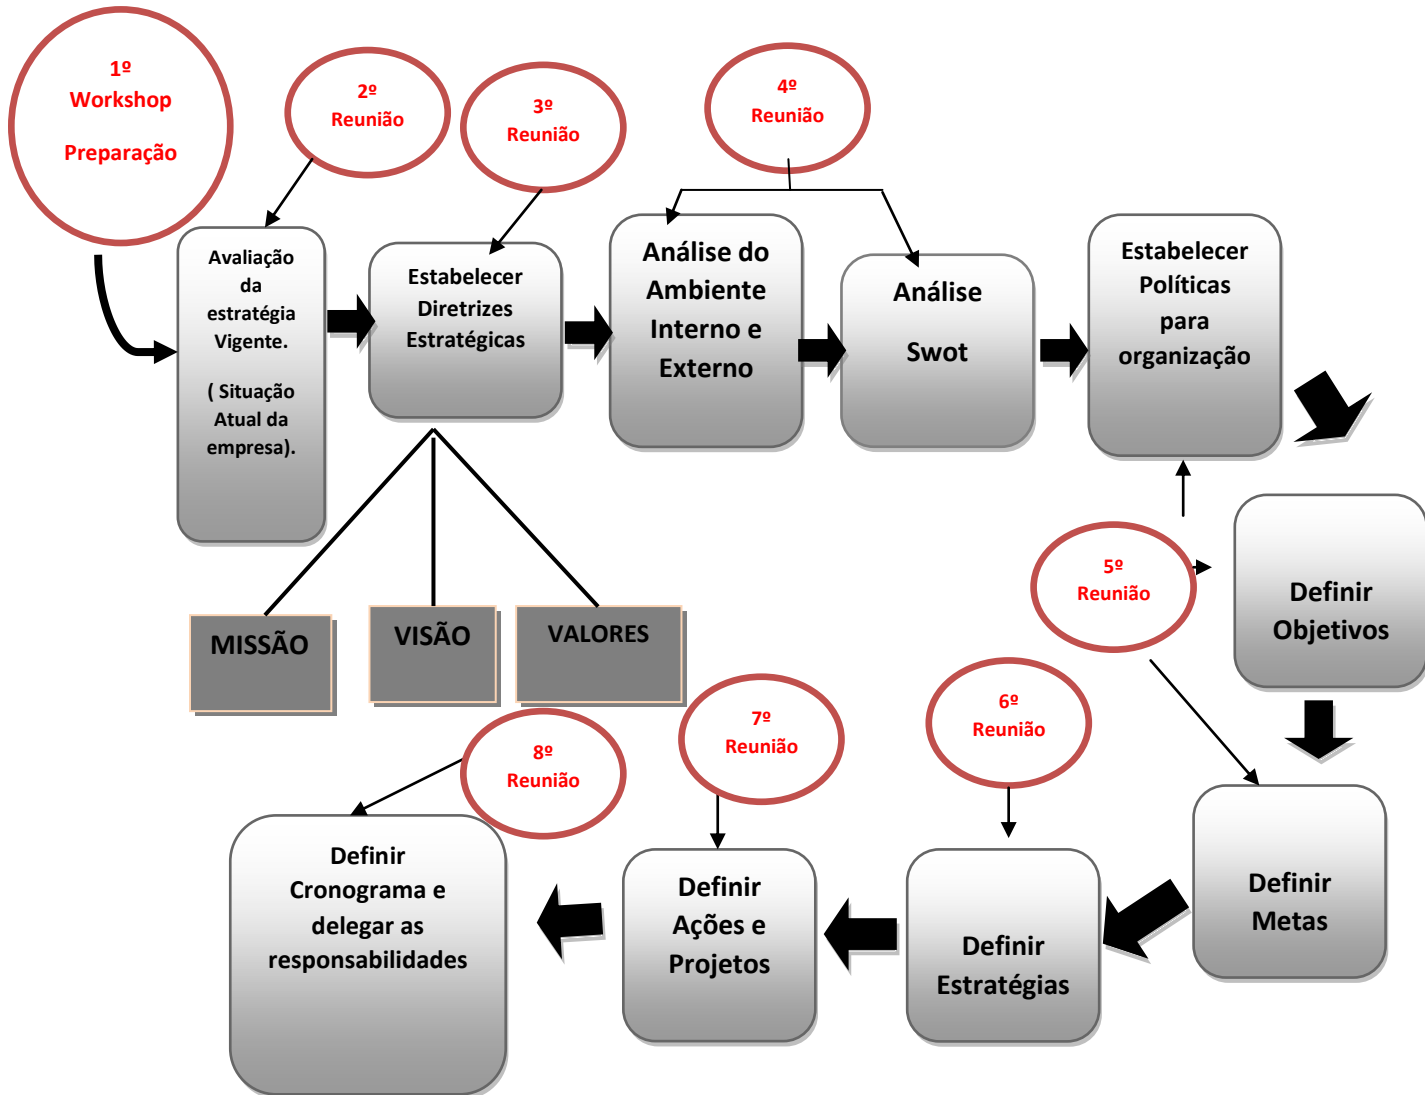 1º
Workshop
Preparação
2º
Reunião
3º
Reunião
4º
Reunião
Avaliação
da
estratégia
Vigente.
( Situação
Atual da
empresa).
Estabelecer
Diretrizes
Estratégicas
Análise do
Ambiente
Interno e
Externo
Análise
Swot
Estabelecer
Políticas
para
organização
MISSÃO
VISÃO
VALORES
5º
Reunião
Definir
Objetivos
6º
Reunião
7º
Reunião
8º
Reunião
Definir
Metas
Definir
Estratégias
Definir
Ações e
Projetos
Definir
Cronograma e
delegar as
responsabilidades